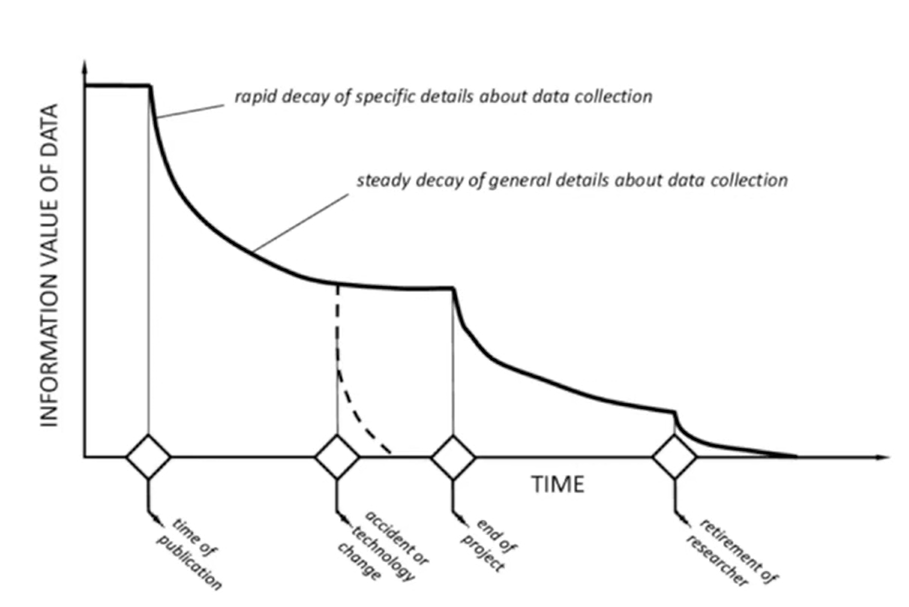 rapid decay of specific details about data collection
steady decay of general details about data collection
INFORMATION VALUE OF DATA
TIME
time of
publication
accident or
technology
change
end of
project
retirement of
researcher